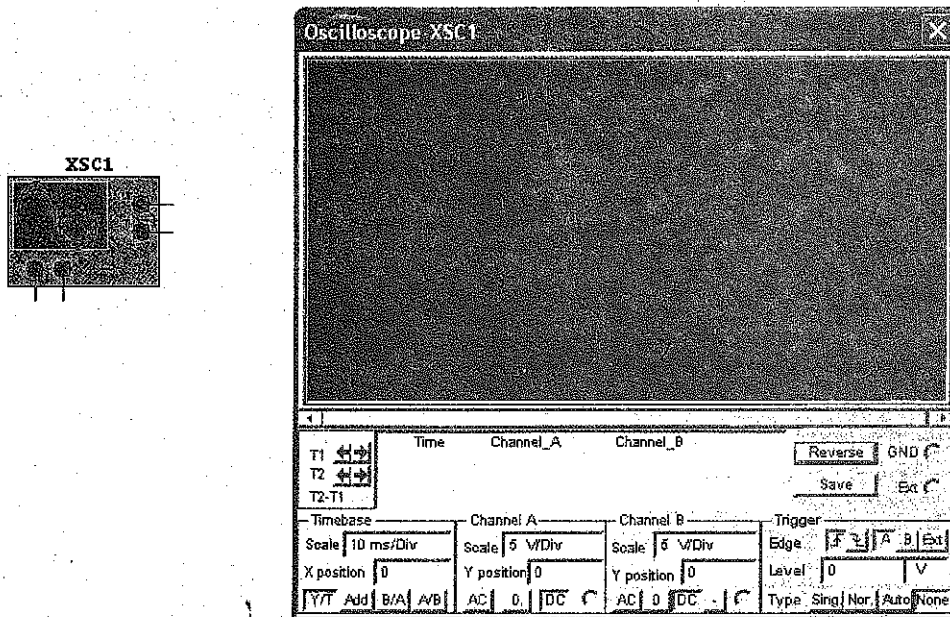 Oscilloscope-XSC1
XSC1
Time Channel_A Channel_B
T1
T2
T2-T1
Reverse GND
Save Ext
Timebase
Scale 10 ms/Div
X position 0
Y/T Add B/A A/B
Channel A
Scale 5 V/Div
Y position 0
AC 0 DC
Channel B
Scale 5 V/Div
Y position 0
AC 0 DC -
Trigger
Edge A B Ext
Level 0 V
Type Sing. Nor. Auto None